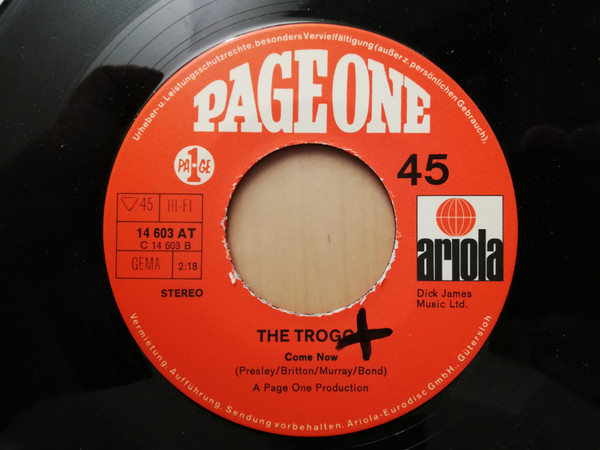 Urheber- u. Leistungsschutzrechte, besonders Vervielfältigung (außer z. persönlichen Gebrauch),
PAGE ONE
PA 1 GE
45
45 HI-FI
14 603 AT
C 14 603 B
GEMA 2:18
STEREO
ariola
Dick James
Music Ltd.
THE TROGG
Come Now
(Presley/Britton/Murray/Bond)
A Page One Production
Vermietung, Aufführung, Sendung vorbehalten. Ariola-Eurodisc GmbH., Gütersloh